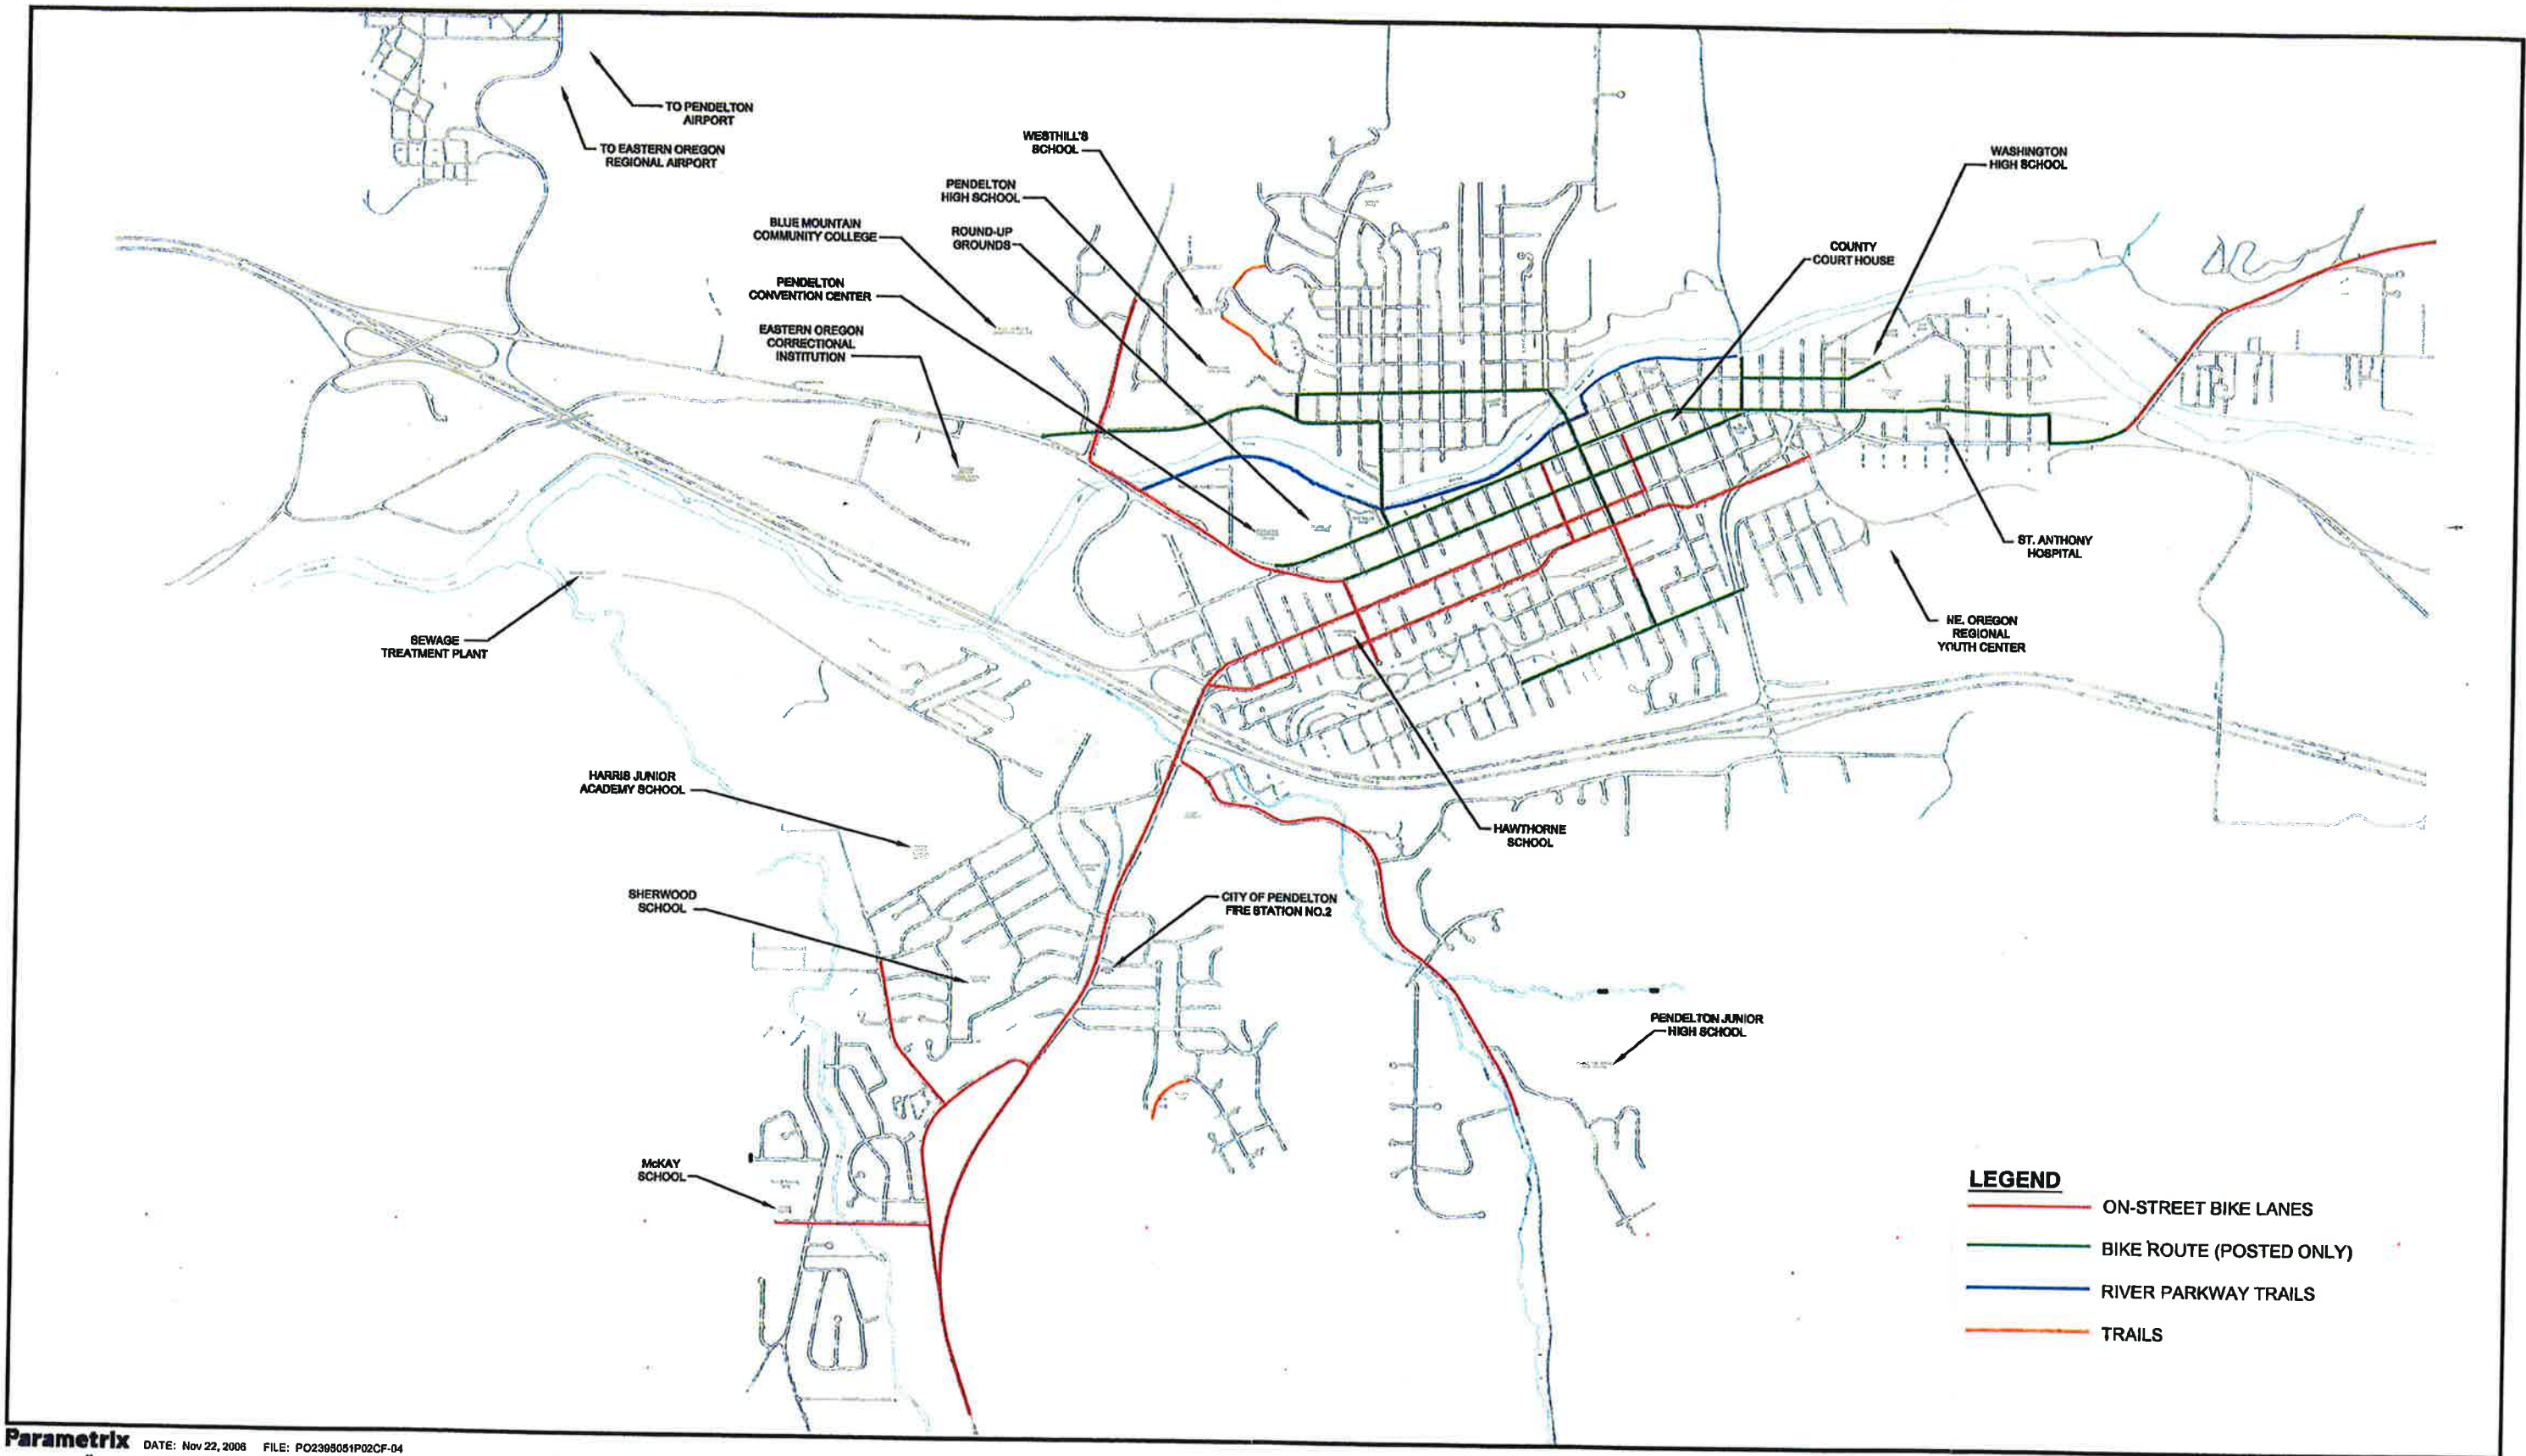 TO PENDELTON
AIRPORT
TO EASTERN OREGON
REGIONAL AIRPORT
WESTHILL'S
SCHOOL
PENDELTON
HIGH SCHOOL
BLUE MOUNTAIN
COMMUNITY COLLEGE
ROUND-UP
GROUNDS
PENDELTON
CONVENTION CENTER
EASTERN OREGON
CORRECTIONAL
INSTITUTION
WASHINGTON
HIGH SCHOOL
COUNTY
COURT HOUSE
ST. ANTHONY
HOSPITAL
NE. OREGON
REGIONAL
YOUTH CENTER
SEWAGE
TREATMENT PLANT
HARRIS JUNIOR
ACADEMY SCHOOL
HAWTHORNE
SCHOOL
SHERWOOD
SCHOOL
CITY OF PENDELTON
FIRE STATION NO.2
PENDELTON JUNIOR
HIGH SCHOOL
McKAY
SCHOOL
LEGEND
ON-STREET BIKE LANES
BIKE ROUTE (POSTED ONLY)
RIVER PARKWAY TRAILS
TRAILS
Parametrix DATE: Nov 22, 2006 FILE: PO2395051P02CF-04